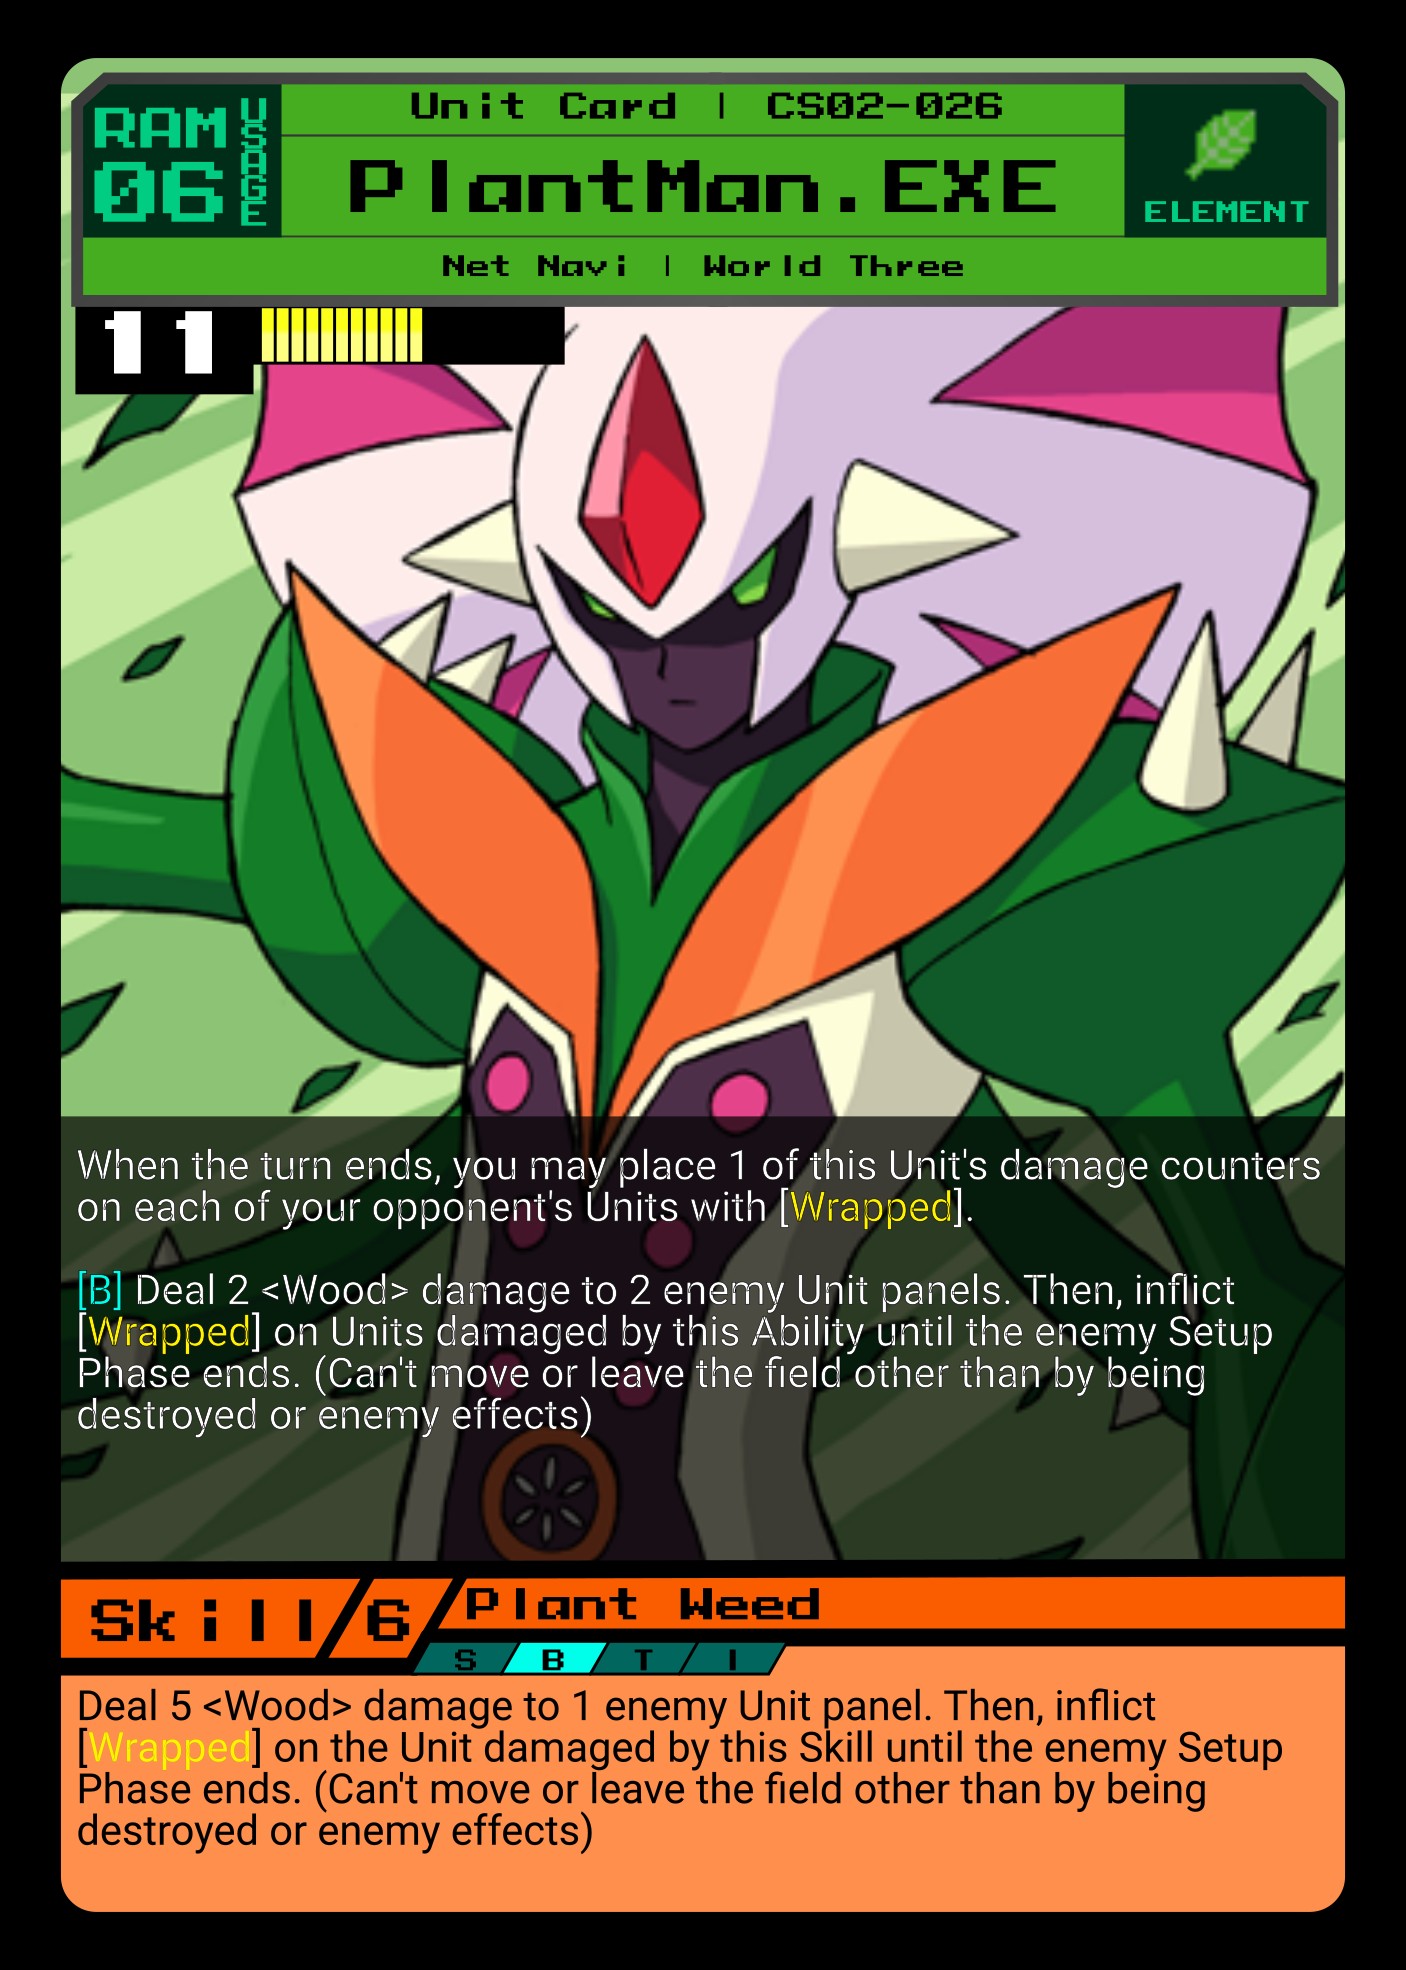 RAM
06
USAGE
Unit Card | CS02-026
PlantMan.EXE
ELEMENT
Net Navi | World Three
11
When the turn ends, you may place 1 of this Unit's damage counters
on each of your opponent's Units with [Wrapped].
[B] Deal 2 <Wood> damage to 2 enemy Unit panels. Then, inflict
[Wrapped] on Units damaged by this Ability until the enemy Setup
Phase ends. (Can't move or leave the field other than by being
destroyed or enemy effects)
Skill/6
Plant Weed
S B T I
Deal 5 <Wood> damage to 1 enemy Unit panel. Then, inflict
[Wrapped] on the Unit damaged by this Skill until the enemy Setup
Phase ends. (Can't move or leave the field other than by being
destroyed or enemy effects)